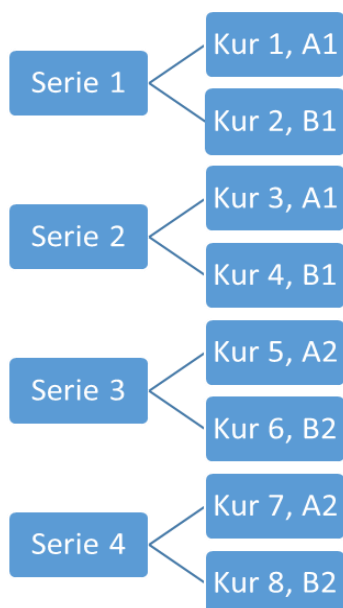 Serie 1
Kur 1, A1
Kur 2, B1
Serie 2
Kur 3, A1
Kur 4, B1
Serie 3
Kur 5, A2
Kur 6, B2
Serie 4
Kur 7, A2
Kur 8, B2